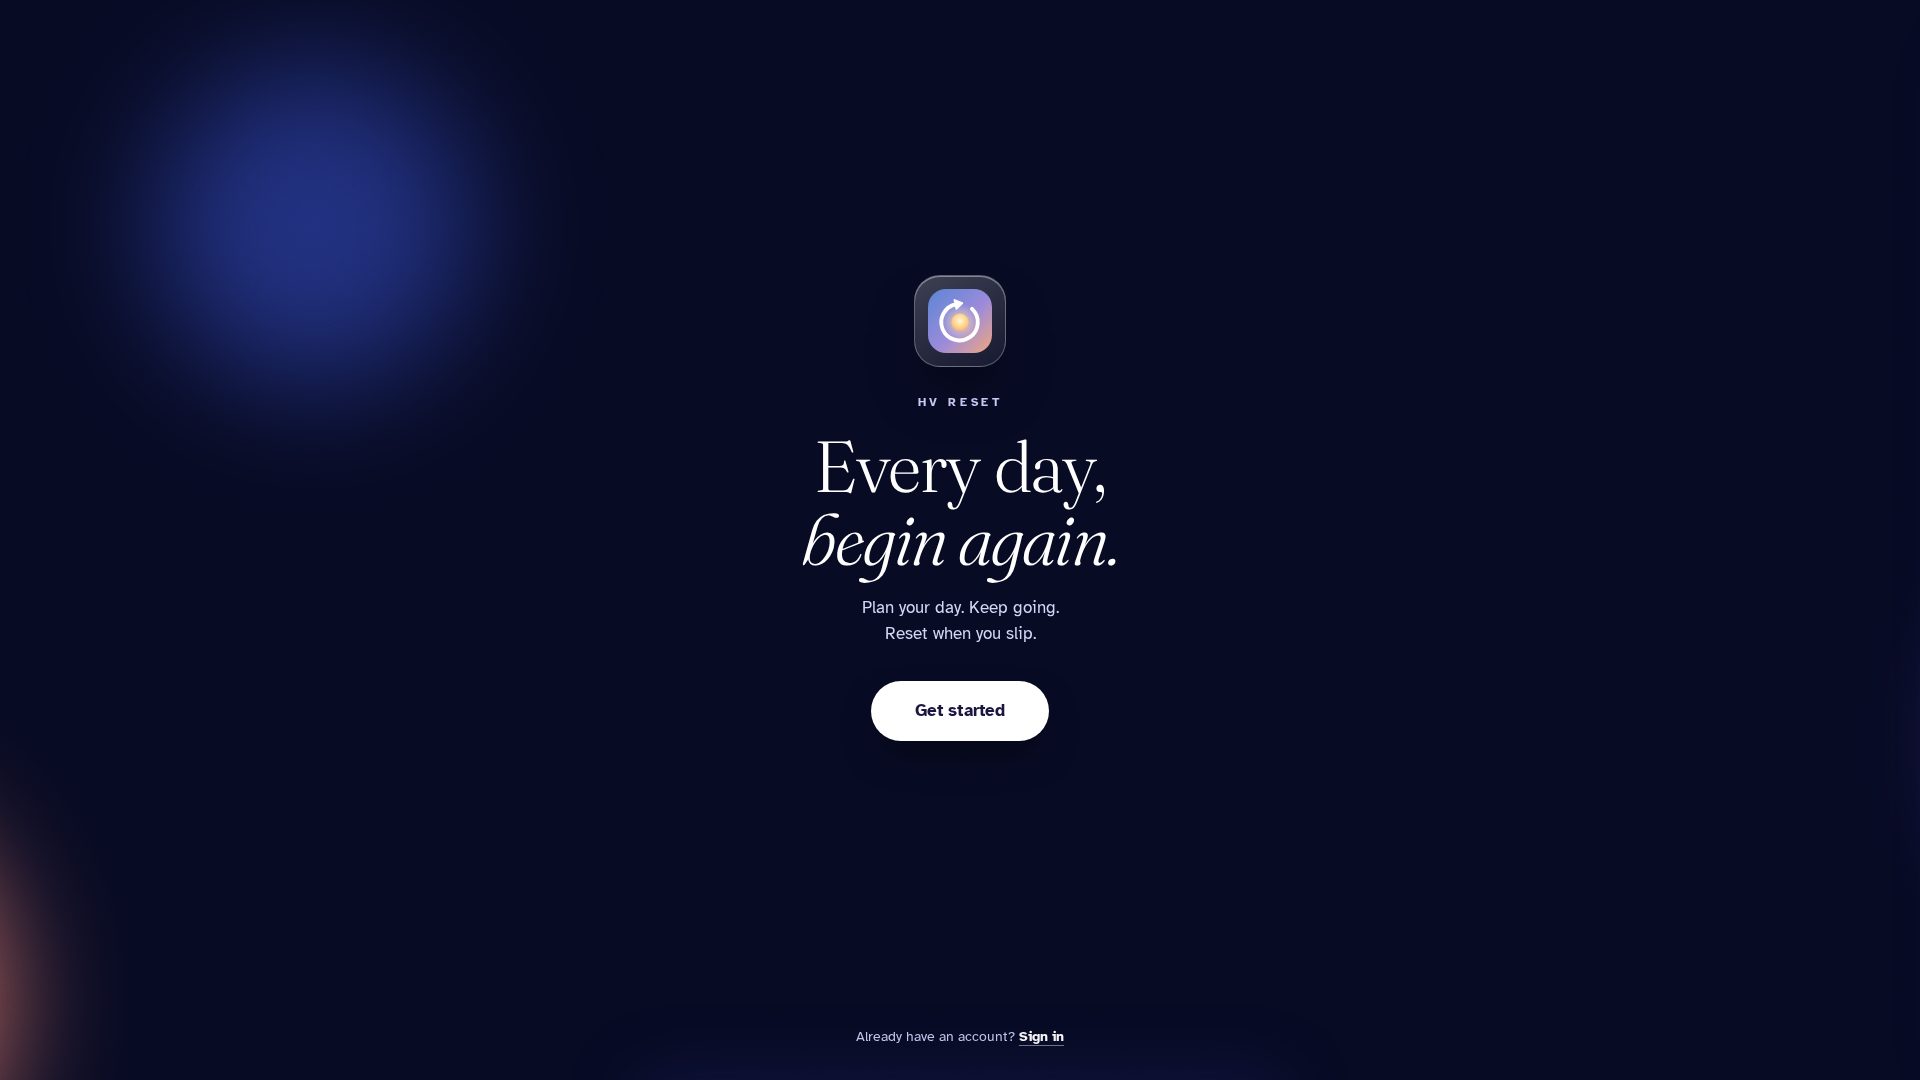 HV RESET
Every day,
begin again.
Plan your day. Keep going.
Reset when you slip.
Get started
Already have an account? Sign in